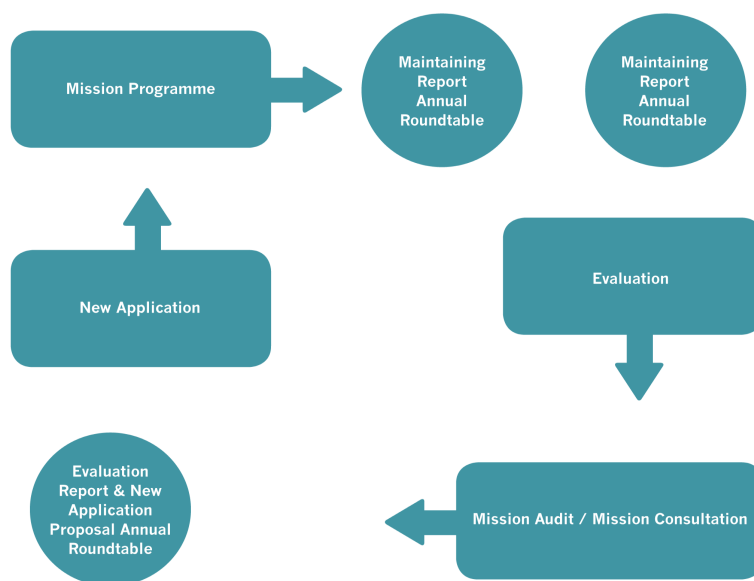 Mission Programme
Maintaining
Report
Annual
Roundtable
Maintaining
Report
Annual
Roundtable
New Application
Evaluation
Evaluation
Report & New
Application
Proposal Annual
Roundtable
Mission Audit / Mission Consultation